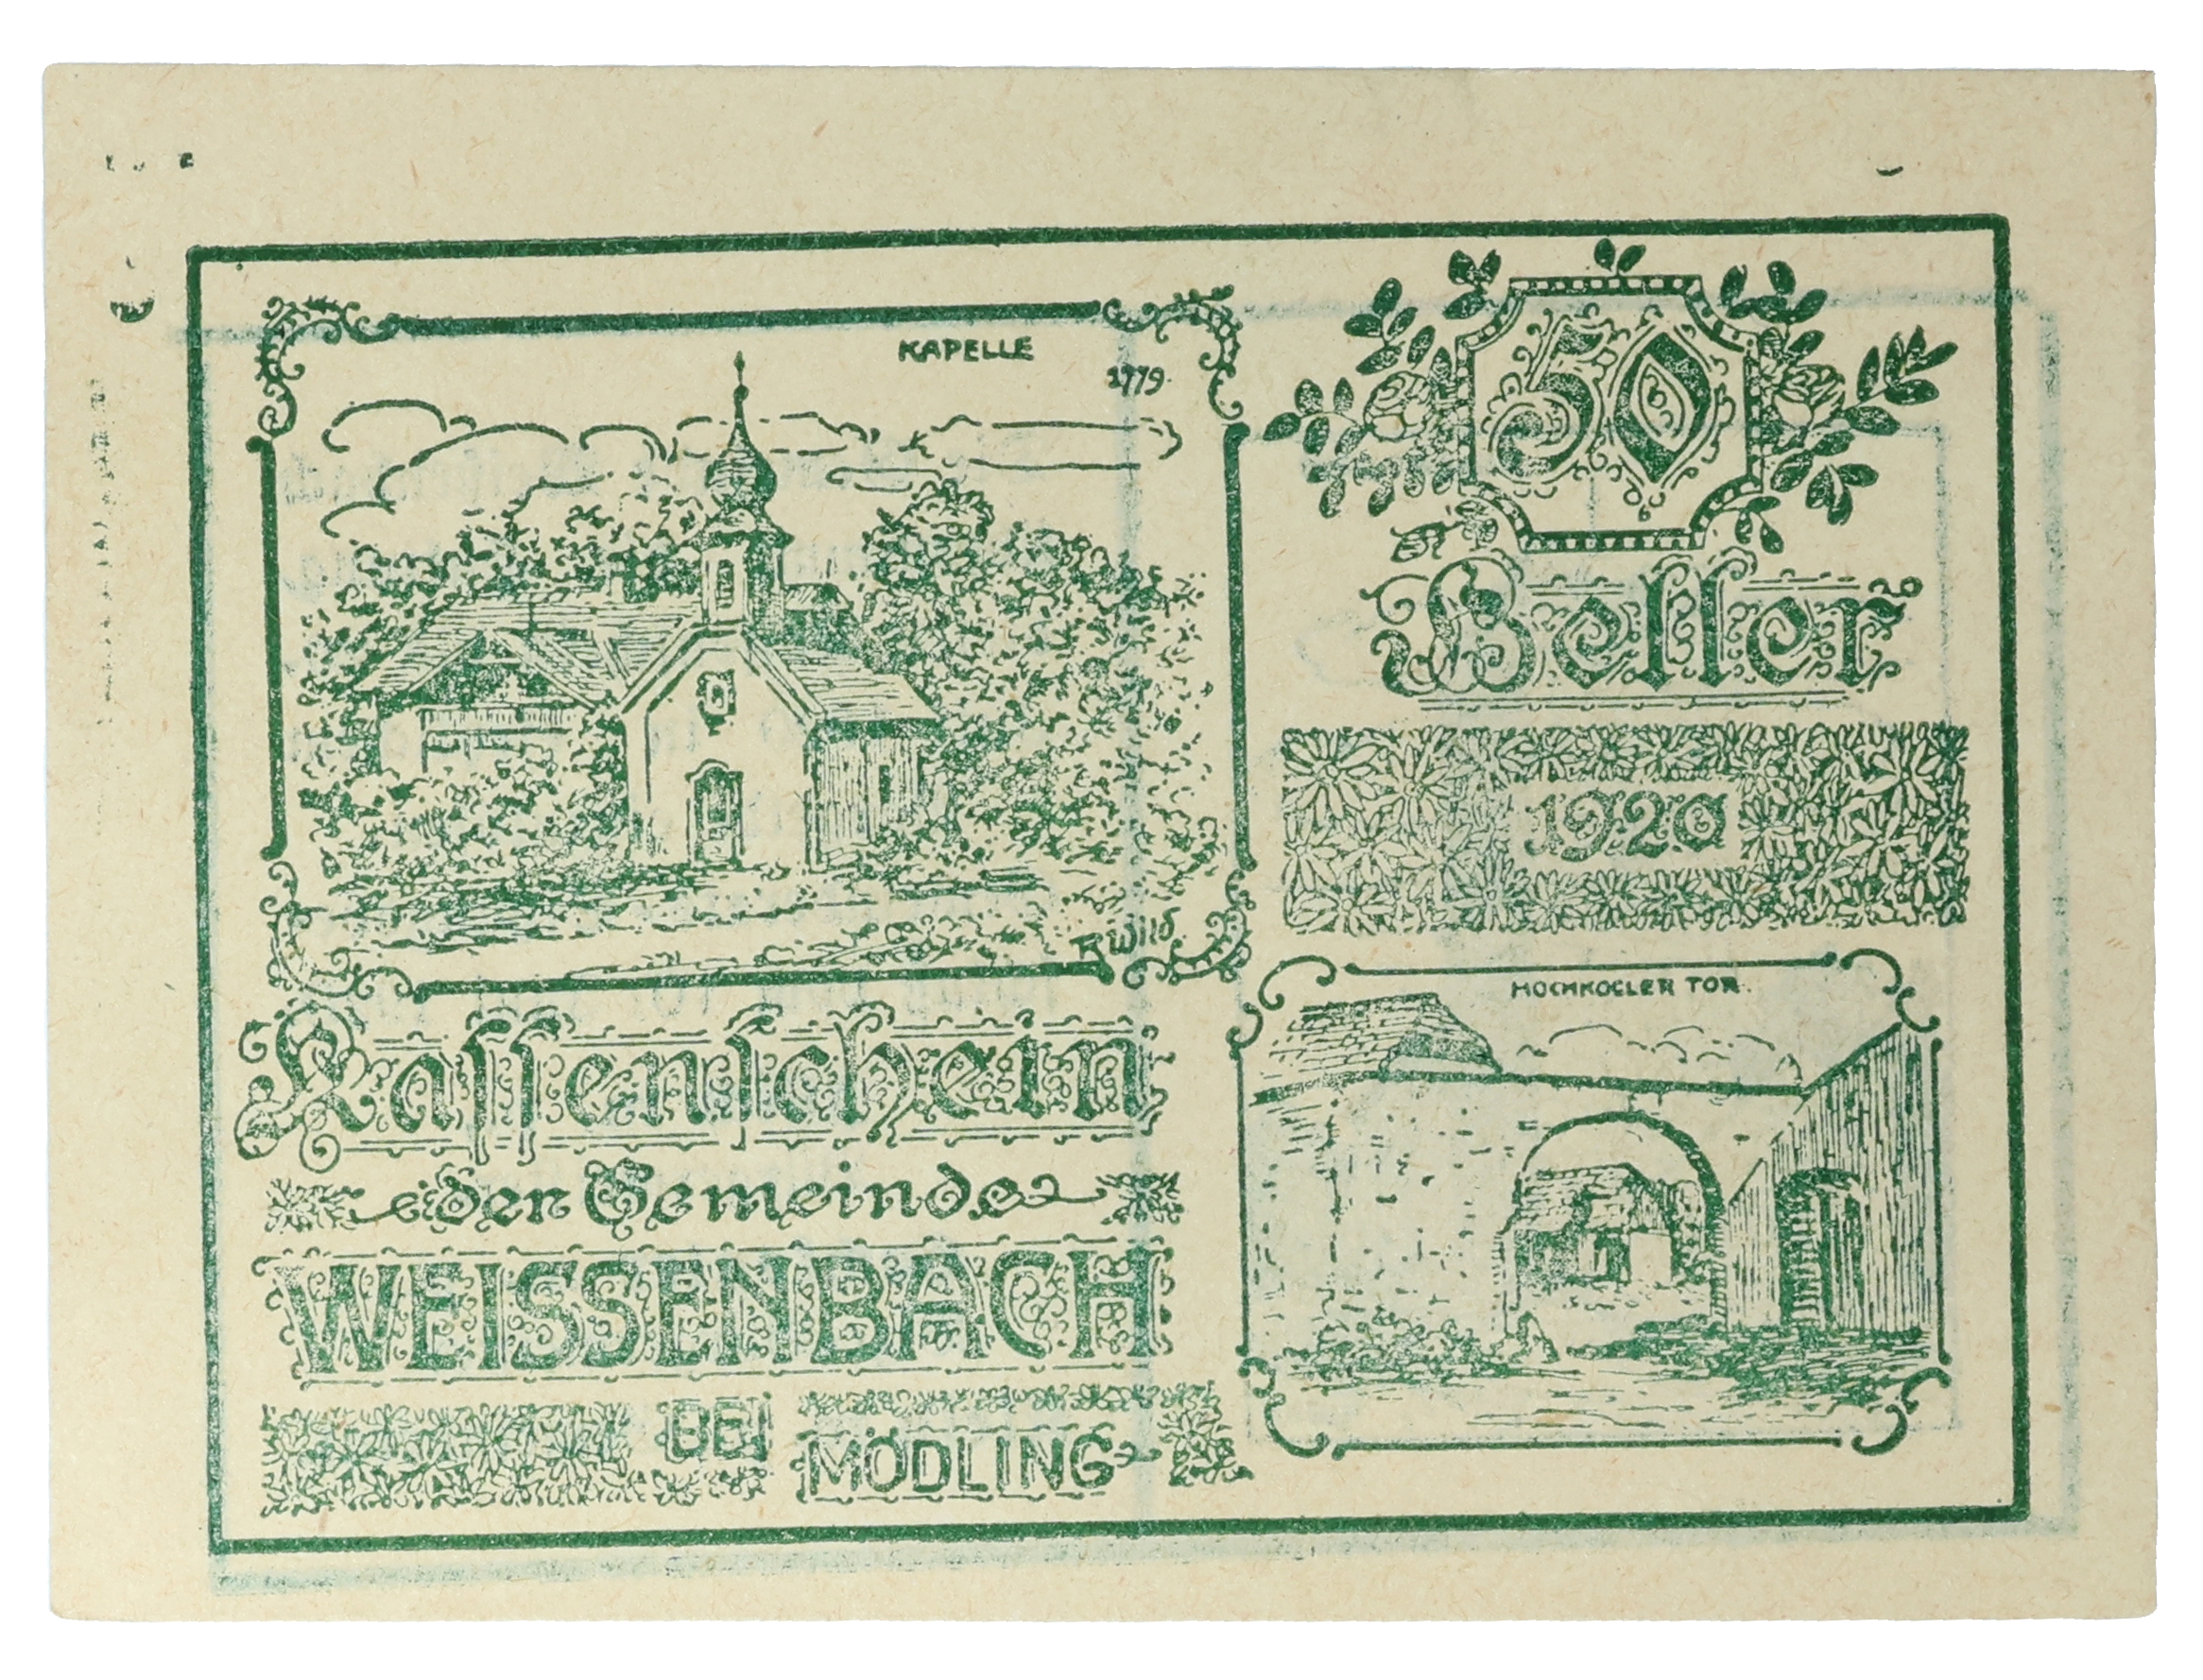 KAPELLE
1779.
R Wild.
Kassenschein
der Gemeinde
WEISSENBACH
BEI
MÖDLING
50
Heller
1920
HOCHKOGLER TOR.